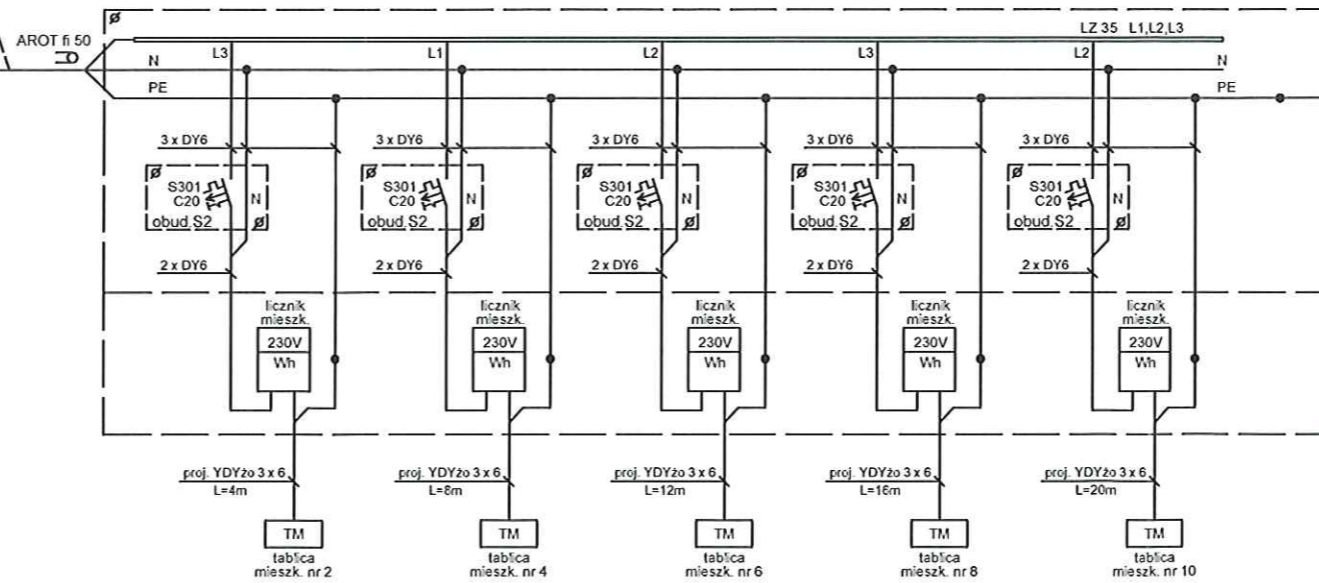 AROT fi 50
LZ 35 L1,L2,L3
L3 L1 L2 L3 L2
N N
PE PE
3 x DY6 3 x DY6 3 x DY6 3 x DY6 3 x DY6
S301 S301 S301 S301 S301
C20 N C20 N C20 N C20 N C20 N
obud.S2 obud.S2 obud.S2 obud.S2 obud.S2
2 x DY6 2 x DY6 2 x DY6 2 x DY6 2 x DY6
licznik licznik licznik licznik licznik
mieszk. mieszk. mieszk. mieszk. mieszk.
230V 230V 230V 230V 230V
Wh Wh Wh Wh Wh
proj. YDYżo 3 x 6 proj. YDYżo 3 x 6 proj. YDYżo 3 x 6 proj. YDYżo 3 x 6 proj. YDYżo 3 x 6
L=4m L=8m L=12m L=16m L=20m
TM TM TM TM TM
tablica tablica tablica tablica tablica
mieszk. nr 2 mieszk. nr 4 mieszk. nr 6 mieszk. nr 8 mieszk. nr 10